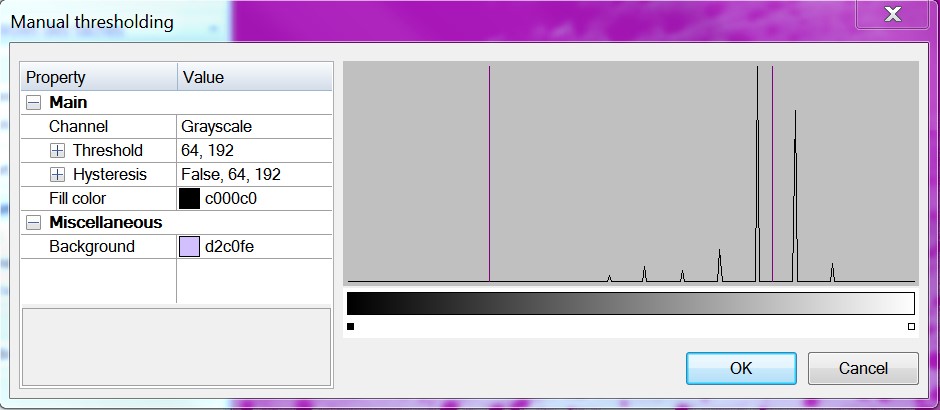 Manual thresholding
Property Value
Main
Channel Grayscale
Threshold 64, 192
Hysteresis False, 64, 192
Fill color c000c0
Miscellaneous
Background d2c0fe
OK Cancel